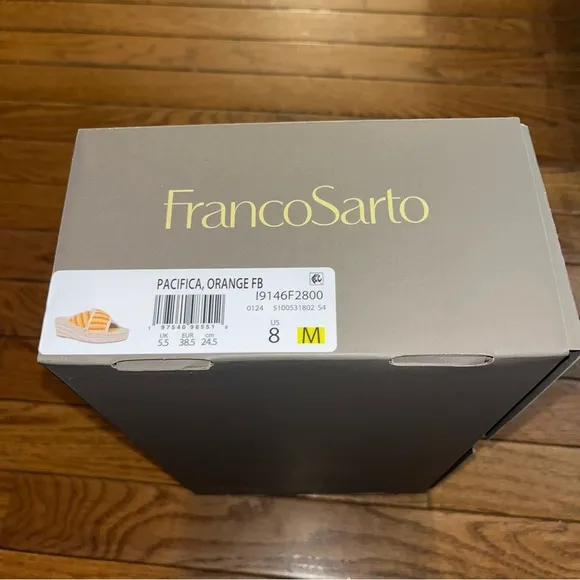 FrancoSarto
PACIFICA, ORANGE FB
I9146F2800
0124 5100531802 54
UK EUR cm
5.5 38.5 24.5
US
8 M